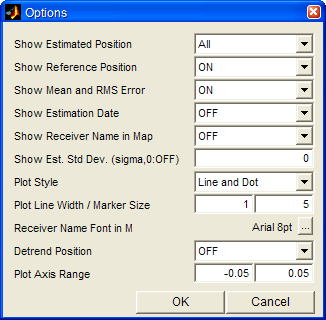 Options
Show Estimated Position All
Show Reference Position ON
Show Mean and RMS Error ON
Show Estimation Date OFF
Show Receiver Name in Map OFF
Show Est. Std Dev. (sigma,0:OFF) 0
Plot Style Line and Dot
Plot Line Width / Marker Size 1 5
Receiver Name Font in M Arial 8pt ...
Detrend Position OFF
Plot Axis Range -0.05 0.05
OK Cancel